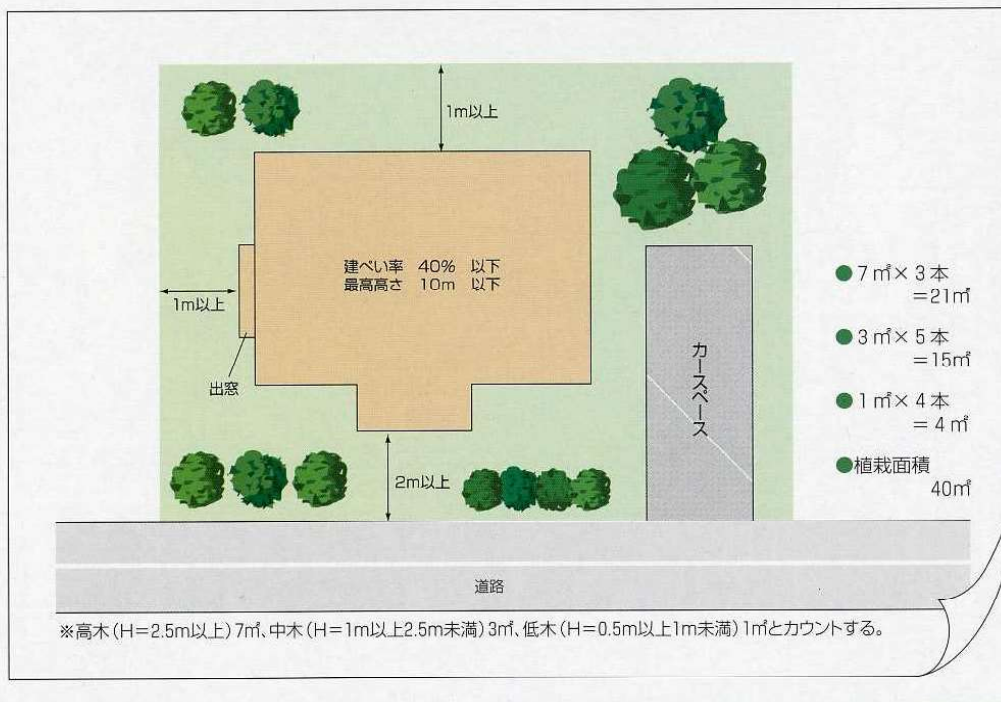 1m以上
建ぺい率 40% 以下
最高高さ 10m 以下
1m以上
出窓
カースペース
2m以上
道路
●7㎡×3本
=21㎡
●3㎡×5本
=15㎡
●1㎡×4本
=4㎡
●植栽面積
40㎡
※高木(H=2.5m以上)7㎡、中木(H=1m以上2.5m未満)3㎡、低木(H=0.5m以上1m未満)1㎡とカウントする。